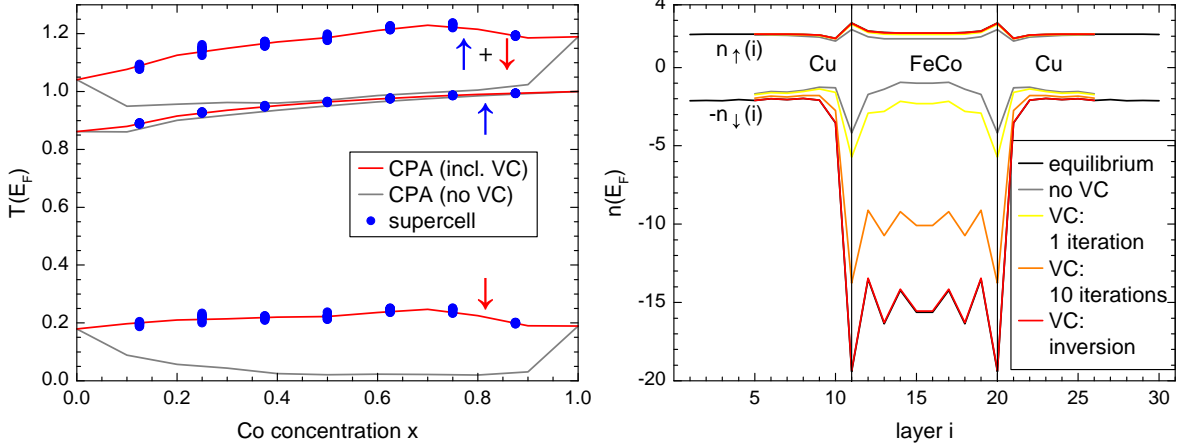 1.2
1.0
0.8
0.6
0.4
0.2
0.0
T(E_F)
0.0
0.2
0.4
0.6
0.8
1.0
Co concentration x
↑ + ↓
↑
CPA (incl. VC)
CPA (no VC)
supercell
↓
4
0
-5
-10
-15
-20
n(E_F)
0
5
10
15
20
25
30
layer i
n↑(i)
Cu
FeCo
Cu
-n↓(i)
equilibrium
no VC
VC:
1 iteration
VC:
10 iterations
VC:
inversion